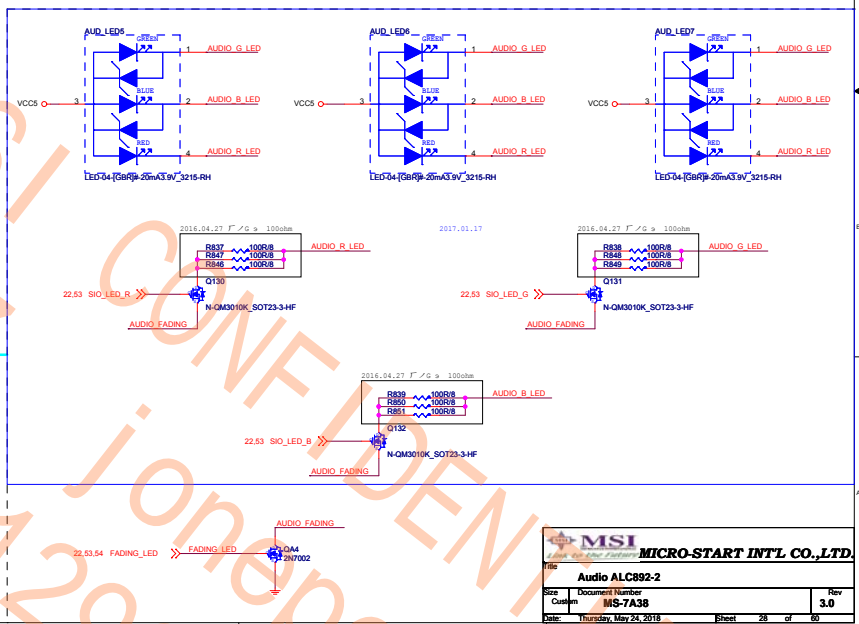 AUD_LED5
GREEN
1 AUDIO_G_LED
BLUE
VCC5 3 2 AUDIO_B_LED
RED
4 AUDIO_R_LED
LED-04-[GBR]#-20mA3.9V_3215-RH
AUD_LED6
GREEN
1 AUDIO_G_LED
BLUE
VCC5 3 2 AUDIO_B_LED
RED
4 AUDIO_R_LED
LED-04-[GBR]#-20mA3.9V_3215-RH
AUD_LED7
GREEN
1 AUDIO_G_LED
BLUE
VCC5 3 2 AUDIO_B_LED
RED
4 AUDIO_R_LED
LED-04-[GBR]#-20mA3.9V_3215-RH
2016.04.27 100ohm
R837 100R/8 AUDIO_R_LED
R847 100R/8
R846 100R/8
Q130
22,53 SIO_LED_R
N-QM3010K_SOT23-3-HF
AUDIO_FADING
2017.01.17
2016.04.27 100ohm
R838 100R/8 AUDIO_G_LED
R848 100R/8
R849 100R/8
Q131
22,53 SIO_LED_G
N-QM3010K_SOT23-3-HF
AUDIO_FADING
2016.04.27 100ohm
R839 100R/8 AUDIO_B_LED
R850 100R/8
R851 100R/8
Q132
22,53 SIO_LED_B
N-QM3010K_SOT23-3-HF
AUDIO_FADING
AUDIO_FADING
22,53,54 FADING_LED FADING_LED
QA4
2N7002
CONFIDENT
jonepe
MSI
Link to the Future
MICRO-START INT'L CO.,LTD.
Title
Audio ALC892-2
Size Document Number Rev
Custom MS-7A38 3.0
Date: Thursday, May 24, 2018 Sheet 28 of 60